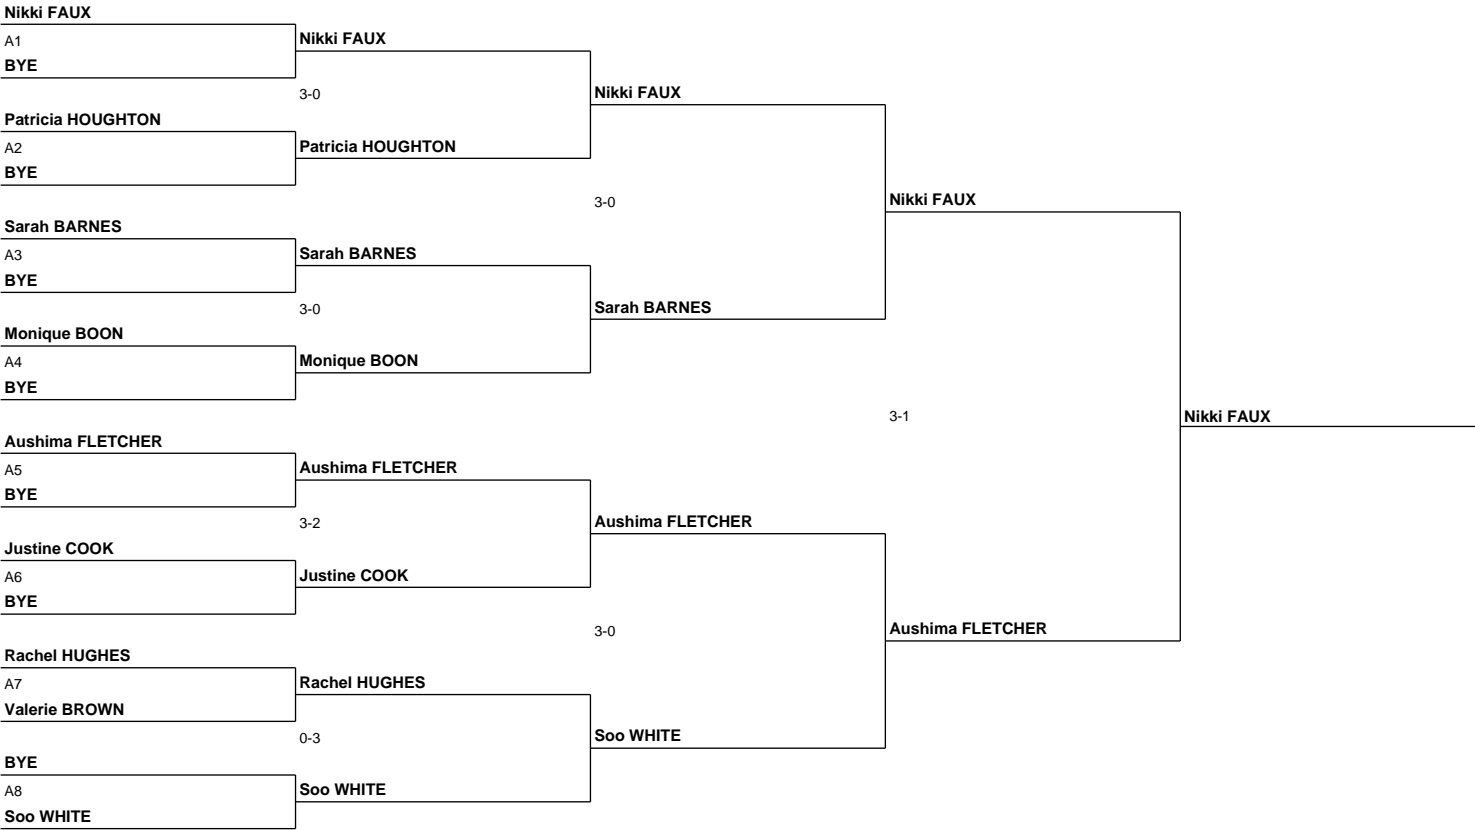 Nikki FAUX
A1
BYE
Patricia HOUGHTON
A2
BYE
Sarah BARNES
A3
BYE
Monique BOON
A4
BYE
Aushima FLETCHER
A5
BYE
Justine COOK
A6
BYE
Rachel HUGHES
A7
Valerie BROWN
BYE
A8
Soo WHITE
Nikki FAUX
3-0
Patricia HOUGHTON
Sarah BARNES
3-0
Monique BOON
Aushima FLETCHER
3-2
Justine COOK
Rachel HUGHES
0-3
Soo WHITE
Nikki FAUX
3-0
Sarah BARNES
Aushima FLETCHER
3-0
Soo WHITE
Nikki FAUX
3-1
Aushima FLETCHER
Nikki FAUX